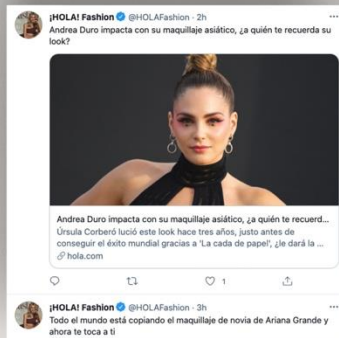 ¡HOLA! Fashion @HOLAFashion · 2h
Andrea Duro impacta con su maquillaje asiático, ¿a quién te recuerda su
look?
Andrea Duro impacta con su maquillaje asiático, ¿a quién te recuerd...
Úrsula Corberó lució este look hace tres años, justo antes de
conseguir el éxito mundial gracias a 'La cada de papel', ¿le dará la ...
hola.com
1
¡HOLA! Fashion @HOLAFashion · 3h
Todo el mundo está copiando el maquillaje de novia de Ariana Grande y
ahora te toca a ti